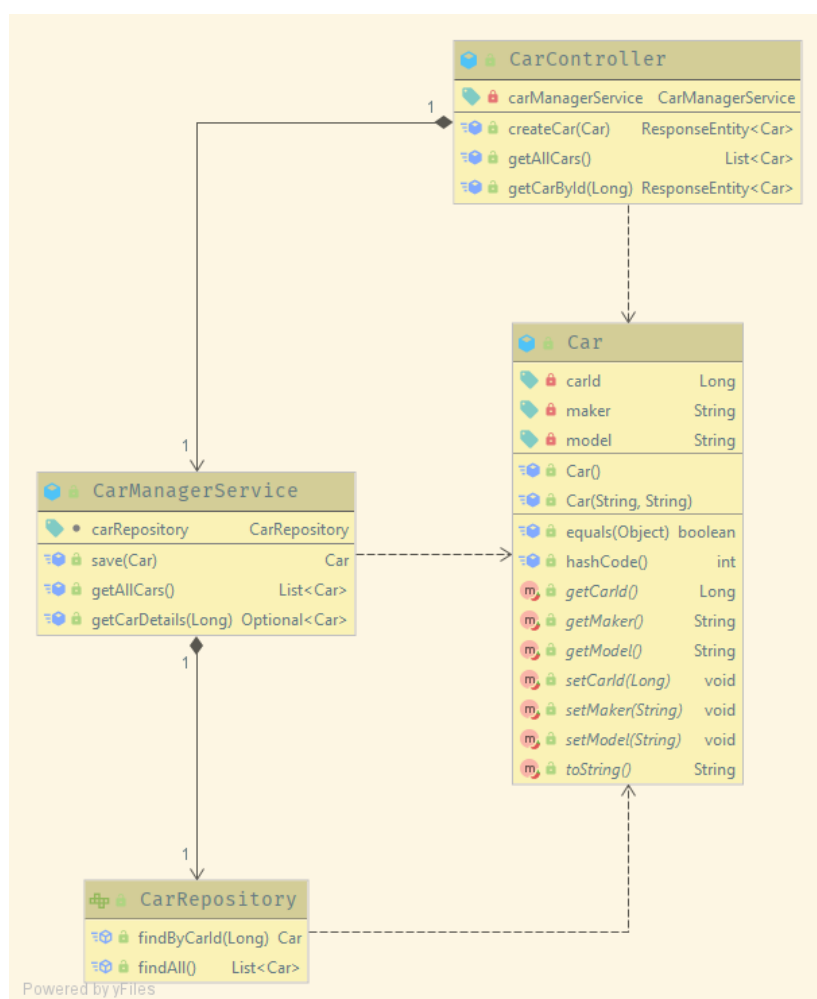 CarController
carManagerService CarManagerService
1
createCar(Car) ResponseEntity<Car>
getAllCars() List<Car>
getCarById(Long) ResponseEntity<Car>
Car
carId Long
maker String
model String
1
Car()
CarManagerService
Car(String, String)
carRepository CarRepository
equals(Object) boolean
save(Car) Car
hashCode() int
getAllCars() List<Car>
getCarId() Long
getCarDetails(Long) Optional<Car>
getMaker() String
getModel() String
1
setCarId(Long) void
setMaker(String) void
setModel(String) void
toString() String
1
CarRepository
findByCarId(Long) Car
findAll() List<Car>
Powered by yFiles